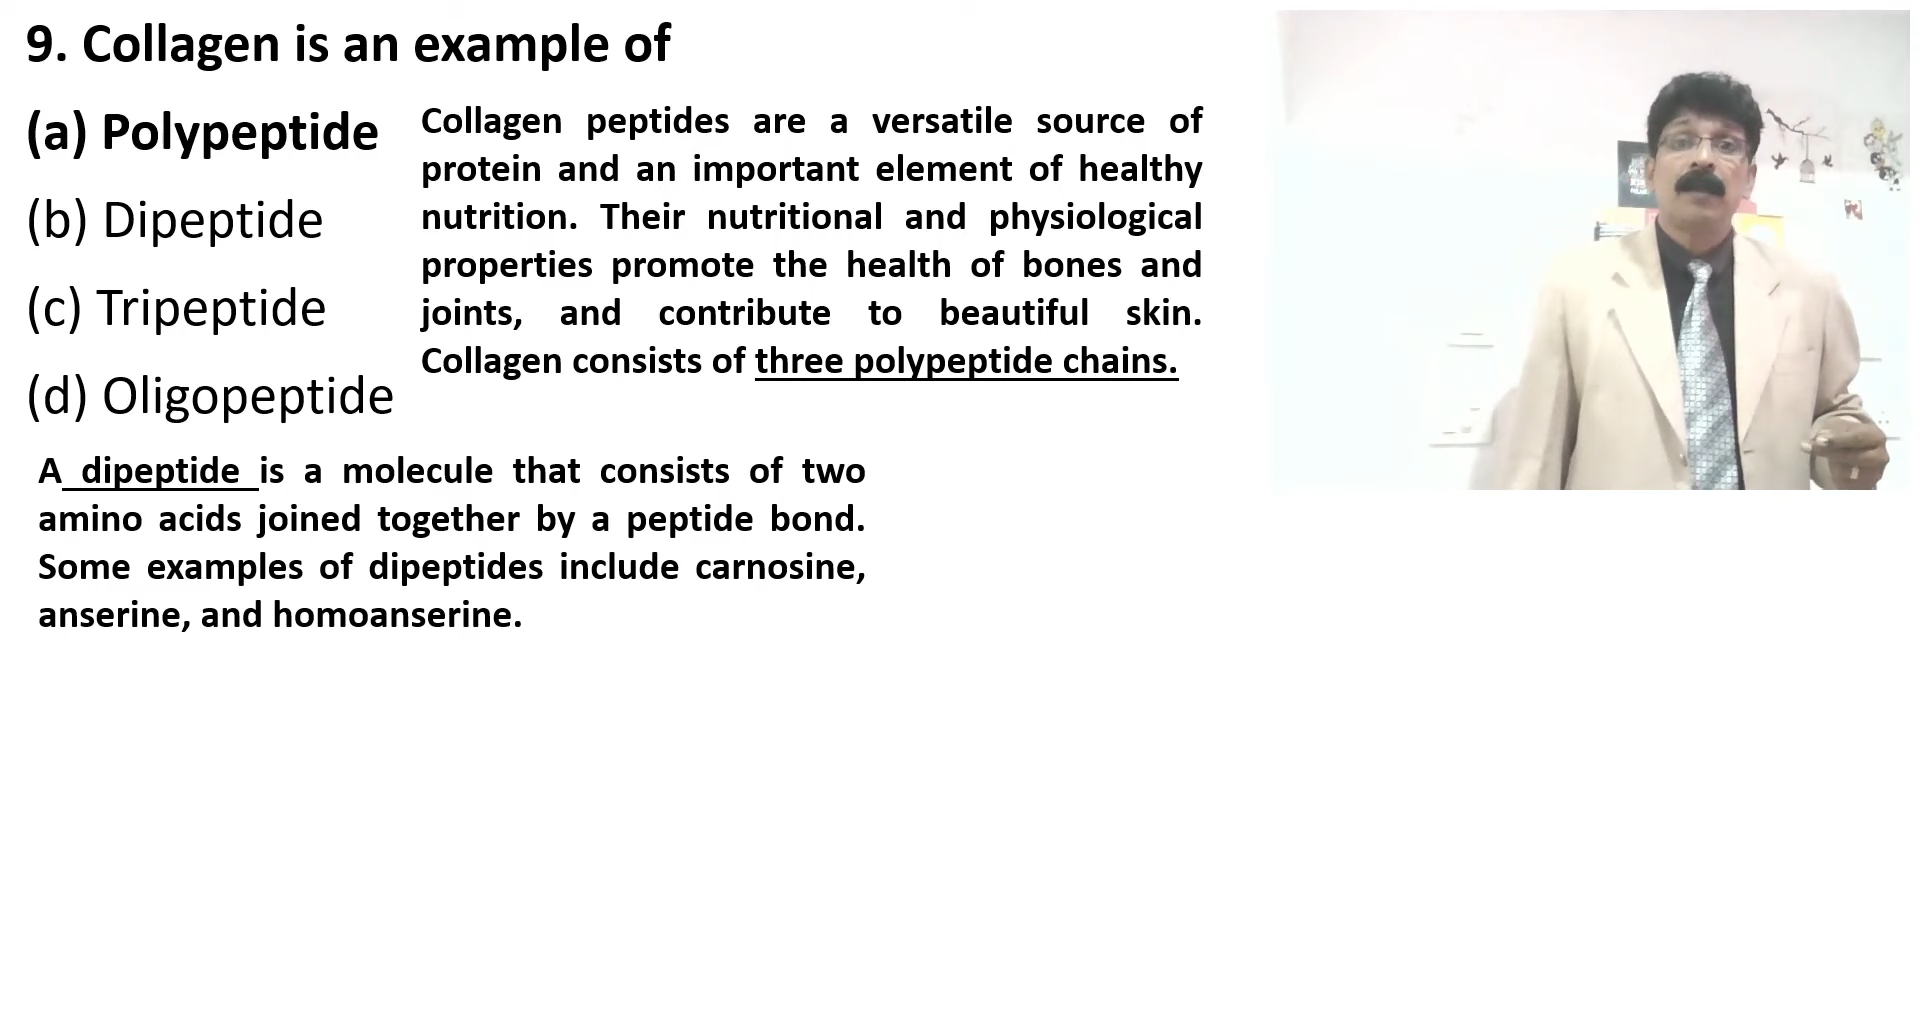 9. Collagen is an example of
(a) Polypeptide
(b) Dipeptide
(c) Tripeptide
(d) Oligopeptide
Collagen peptides are a versatile source of
protein and an important element of healthy
nutrition. Their nutritional and physiological
properties promote the health of bones and
joints, and contribute to beautiful skin.
Collagen consists of three polypeptide chains.
A dipeptide is a molecule that consists of two
amino acids joined together by a peptide bond.
Some examples of dipeptides include carnosine,
anserine, and homoanserine.